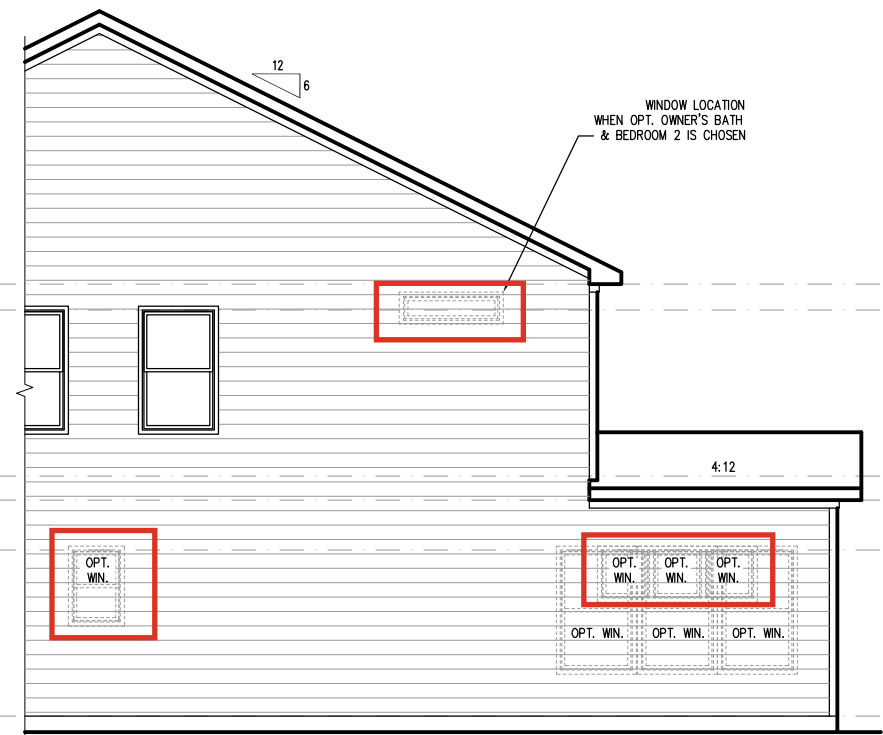 12
6
WINDOW LOCATION
WHEN OPT. OWNER'S BATH
& BEDROOM 2 IS CHOSEN
4:12
OPT.
WIN.
OPT. OPT. OPT.
WIN. WIN. WIN.
OPT. WIN. OPT. WIN. OPT. WIN.